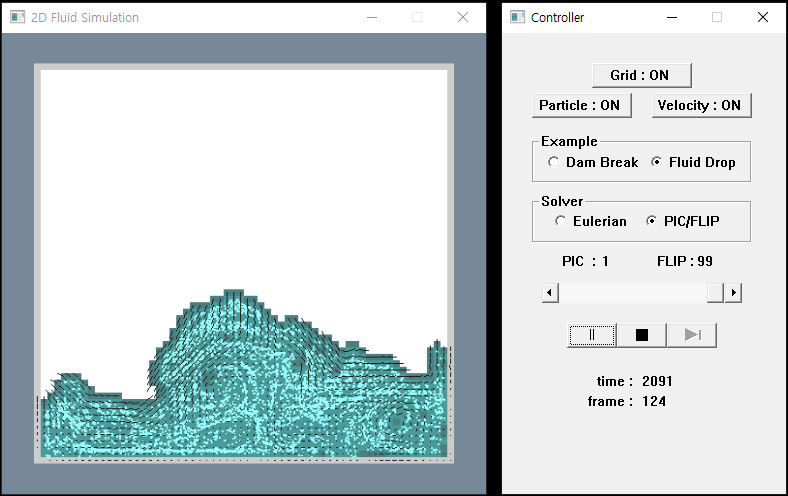 2D Fluid Simulation
Controller
Grid : ON
Particle : ON
Velocity : ON
Example
Dam Break
Fluid Drop
Solver
Eulerian
PIC/FLIP
PIC : 1
FLIP : 99
time : 2091
frame : 124